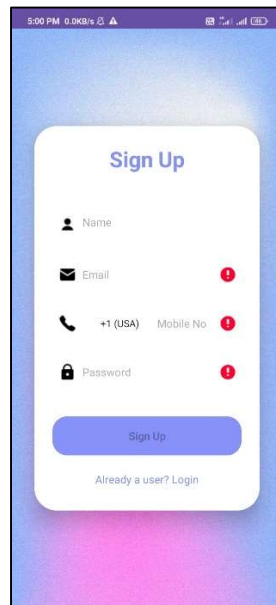 5:00 PM 0.0KB/s
Sign Up
Name
Email
+1 (USA) Mobile No
Password
Sign Up
Already a user? Login